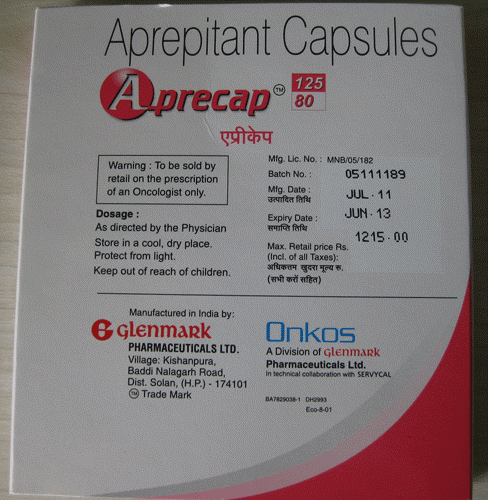 Aprepitant Capsules
Aprecap™ 125 80
एप्रीकेप
Warning : To be sold by
retail on the prescription
of an Oncologist only.
Dosage :
As directed by the Physician
Store in a cool, dry place.
Protect from light.
Keep out of reach of children.
Mfg. Lic. No. : MNB/05/182
Batch No. : 05111189
Mfg. Date : JUL.11
उत्पादित तिथि
Expiry Date : JUN.13
समाप्ति तिथि
Max. Retail price Rs. 1215.00
(Incl. of all Taxes):
अधिकतम खुदरा मूल्य रु.
(सभी करों सहित)
Manufactured in India by:
glenmark
PHARMACEUTICALS LTD.
Village: Kishanpura,
Baddi Nalagarh Road,
Dist. Solan, (H.P.) - 174101
™ Trade Mark
Onkos
A Division of glenmark
Pharmaceuticals Ltd.
In technical collaboration with SERVYCAL
BA7829038-1 DH2993
Eco-8-01